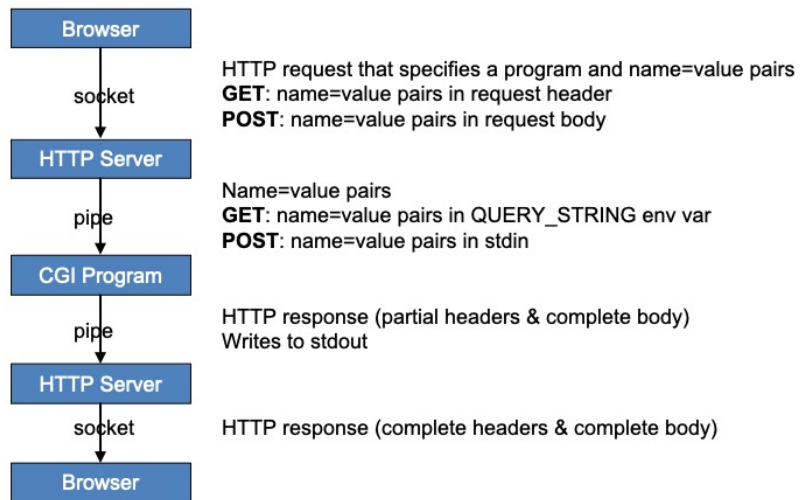 Browser
socket
HTTP request that specifies a program and name=value pairs
GET: name=value pairs in request header
POST: name=value pairs in request body
HTTP Server
pipe
Name=value pairs
GET: name=value pairs in QUERY_STRING env var
POST: name=value pairs in stdin
CGI Program
pipe
HTTP response (partial headers & complete body)
Writes to stdout
HTTP Server
socket
HTTP response (complete headers & complete body)
Browser